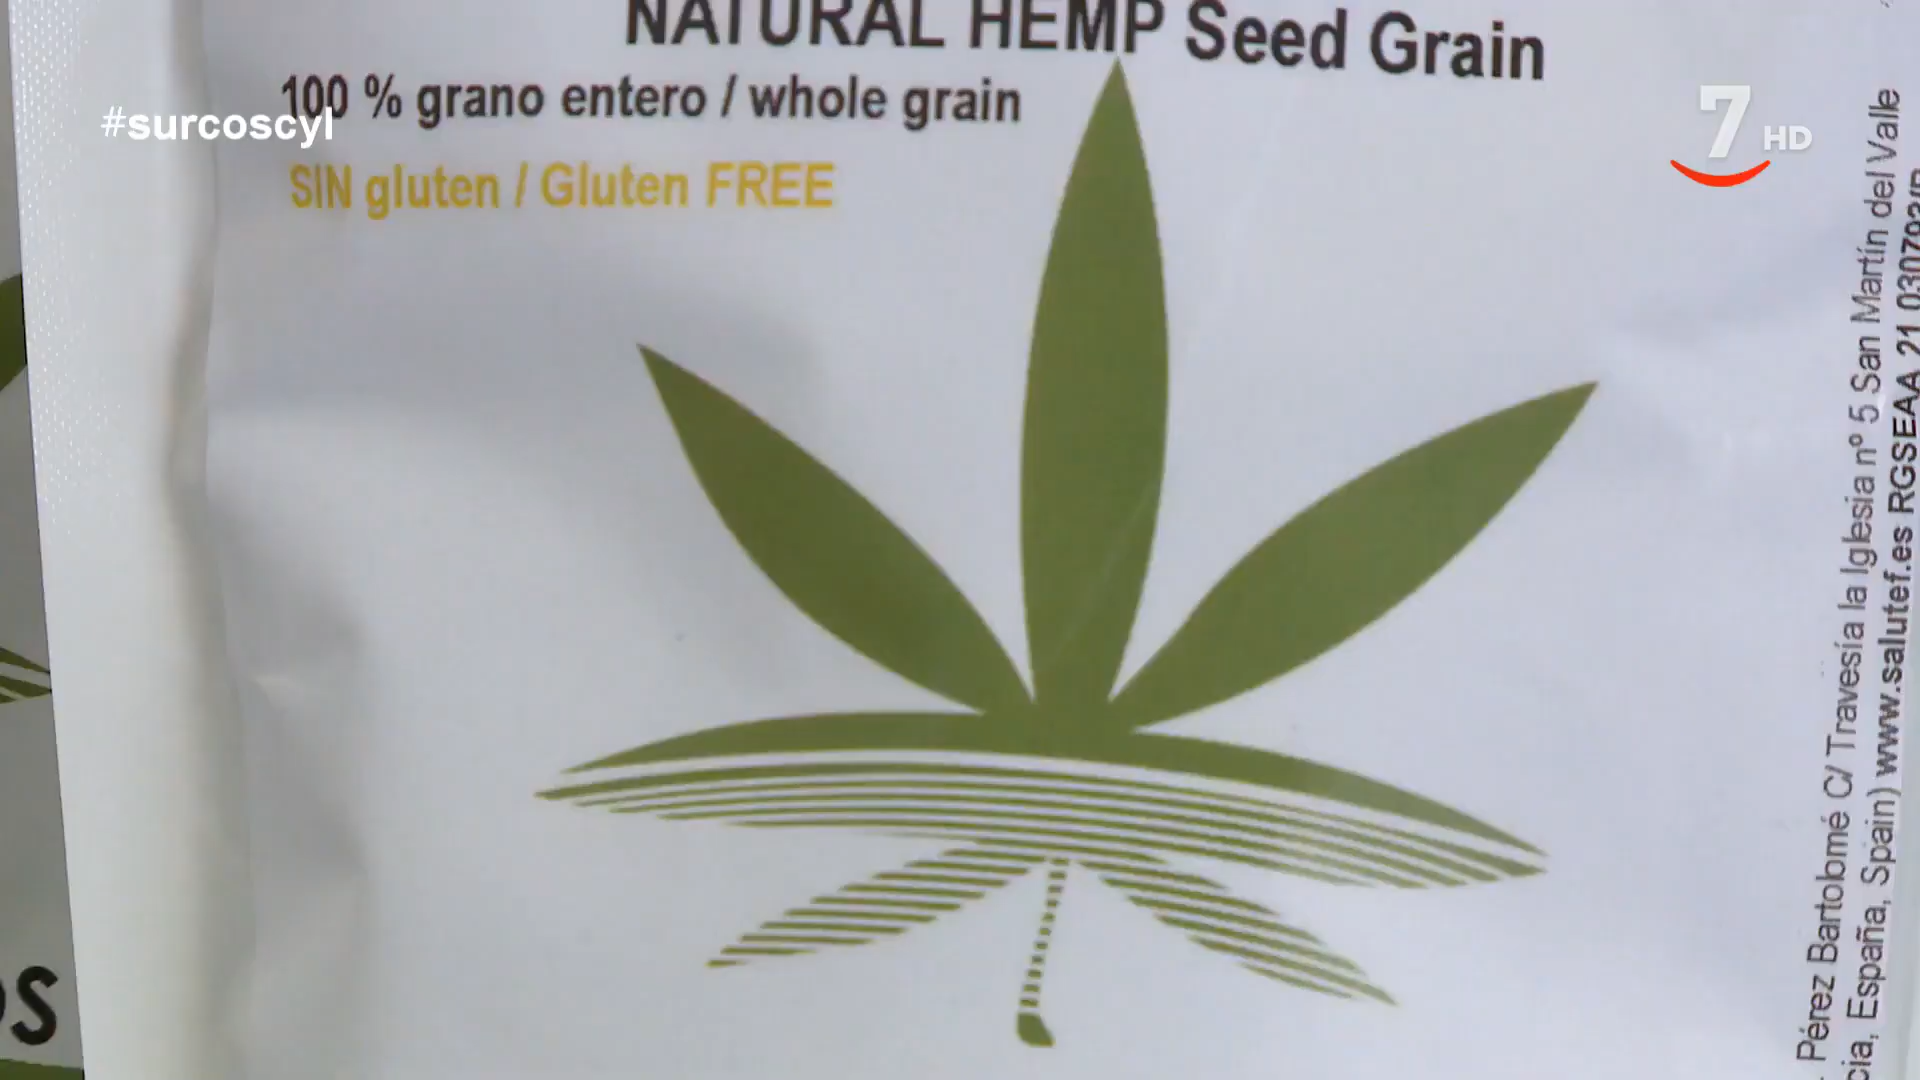 NATURAL HEMP Seed Grain
100 % grano entero / whole grain
#surcoscyl
SIN gluten / Gluten FREE
7 HD
Pérez Bartolomé C/ Travesía la Iglesia nº 5 San Martín del Valle
España, Spain) www.salutef.es RGSEAA 21